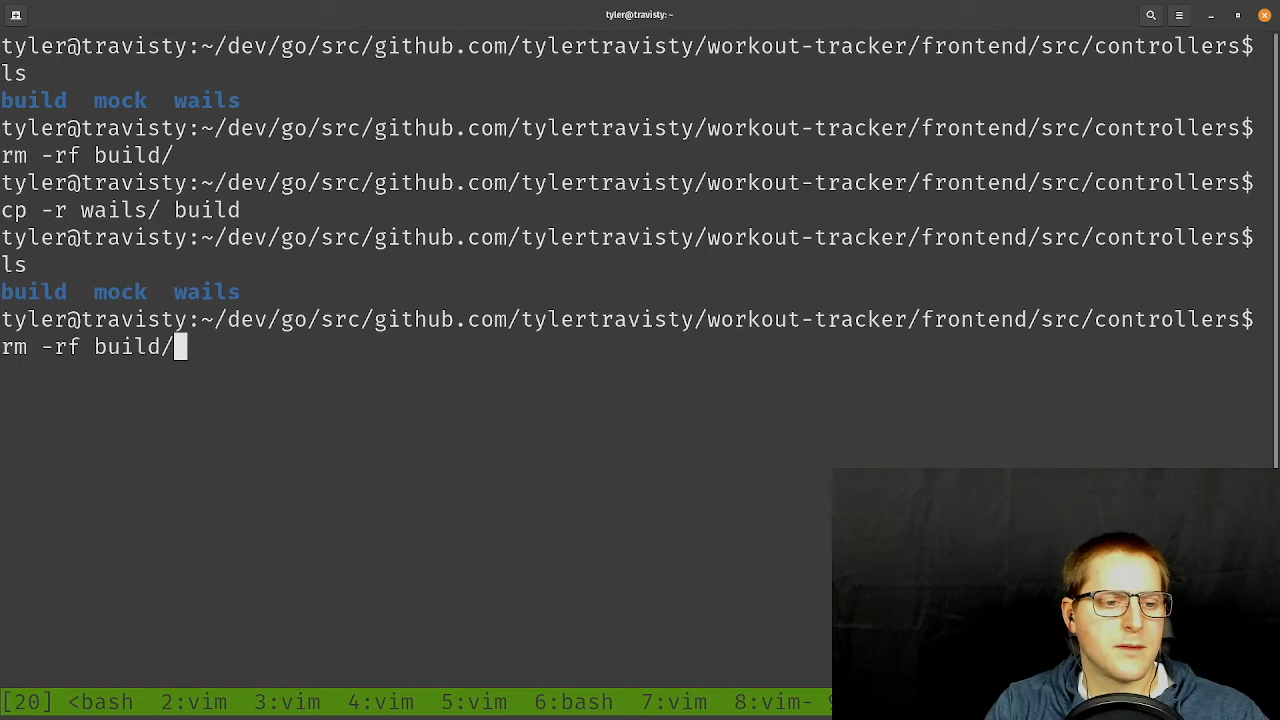 tyler@travisty: ~
tyler@travisty:~/dev/go/src/github.com/tylertravisty/workout-tracker/frontend/src/controllers$
ls
build  mock  wails
tyler@travisty:~/dev/go/src/github.com/tylertravisty/workout-tracker/frontend/src/controllers$
rm -rf build/
tyler@travisty:~/dev/go/src/github.com/tylertravisty/workout-tracker/frontend/src/controllers$
cp -r wails/ build
tyler@travisty:~/dev/go/src/github.com/tylertravisty/workout-tracker/frontend/src/controllers$
ls
build  mock  wails
tyler@travisty:~/dev/go/src/github.com/tylertravisty/workout-tracker/frontend/src/controllers$
rm -rf build/
[20] <bash  2:vim  3:vim  4:vim  5:vim  6:bash  7:vim  8:vim-